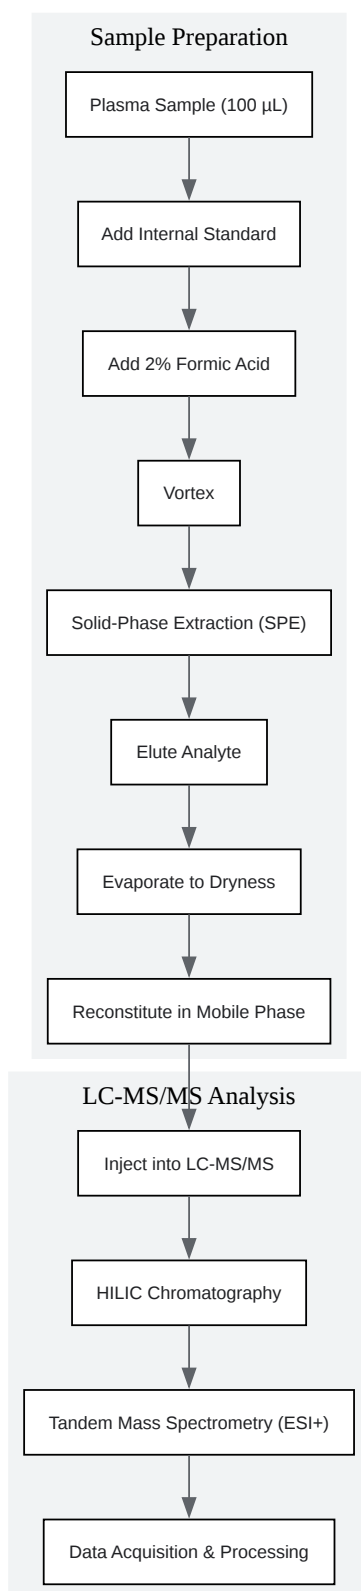 Sample Preparation
Plasma Sample (100 µL)
Add Internal Standard
Add 2% Formic Acid
Vortex
Solid-Phase Extraction (SPE)
Elute Analyte
Evaporate to Dryness
Reconstitute in Mobile Phase
LC-MS/MS Analysis
Inject into LC-MS/MS
HILIC Chromatography
Tandem Mass Spectrometry (ESI+)
Data Acquisition & Processing